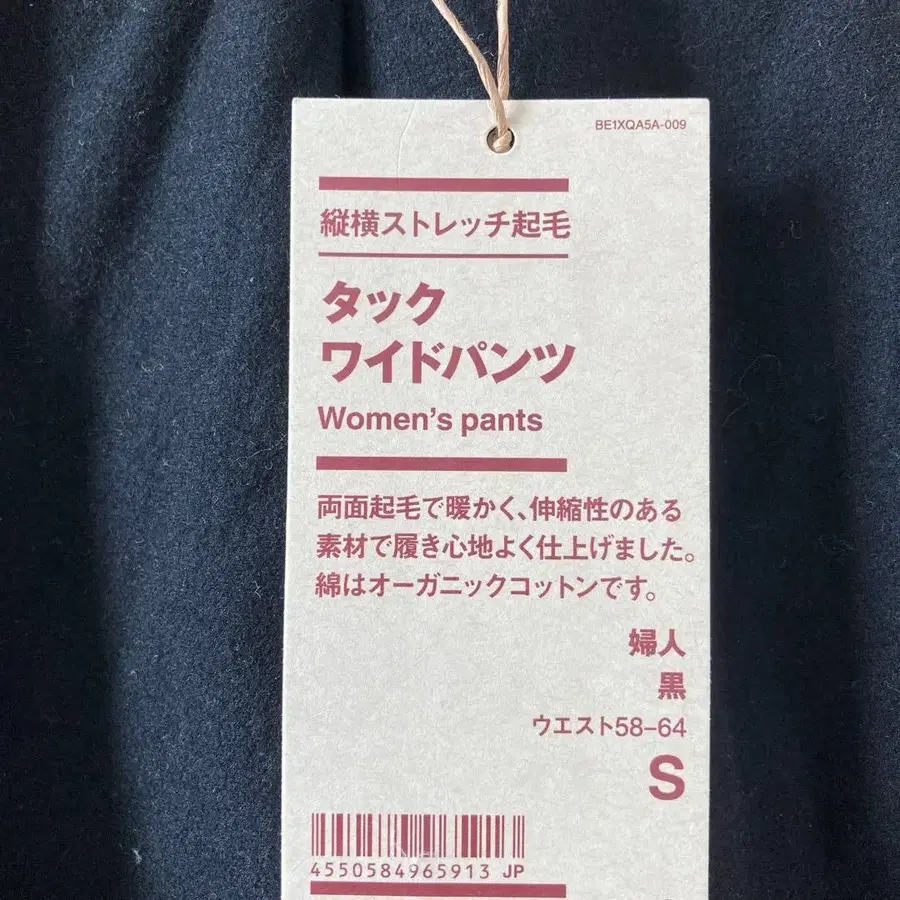 BE1XQA5A-009
縦横ストレッチ起毛
タック
ワイドパンツ
Women's pants
両面起毛で暖かく、伸縮性のある
素材で履き心地よく仕上げました。
綿はオーガニックコットンです。
婦人
黒
ウエスト58-64
S
4550584965913 JP